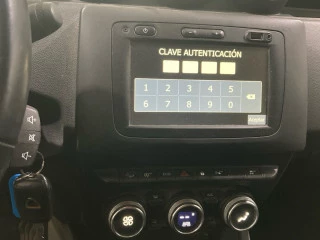 CLAVE AUTENTICACIÓN
1 2 3 4 5
6 7 8 9 0